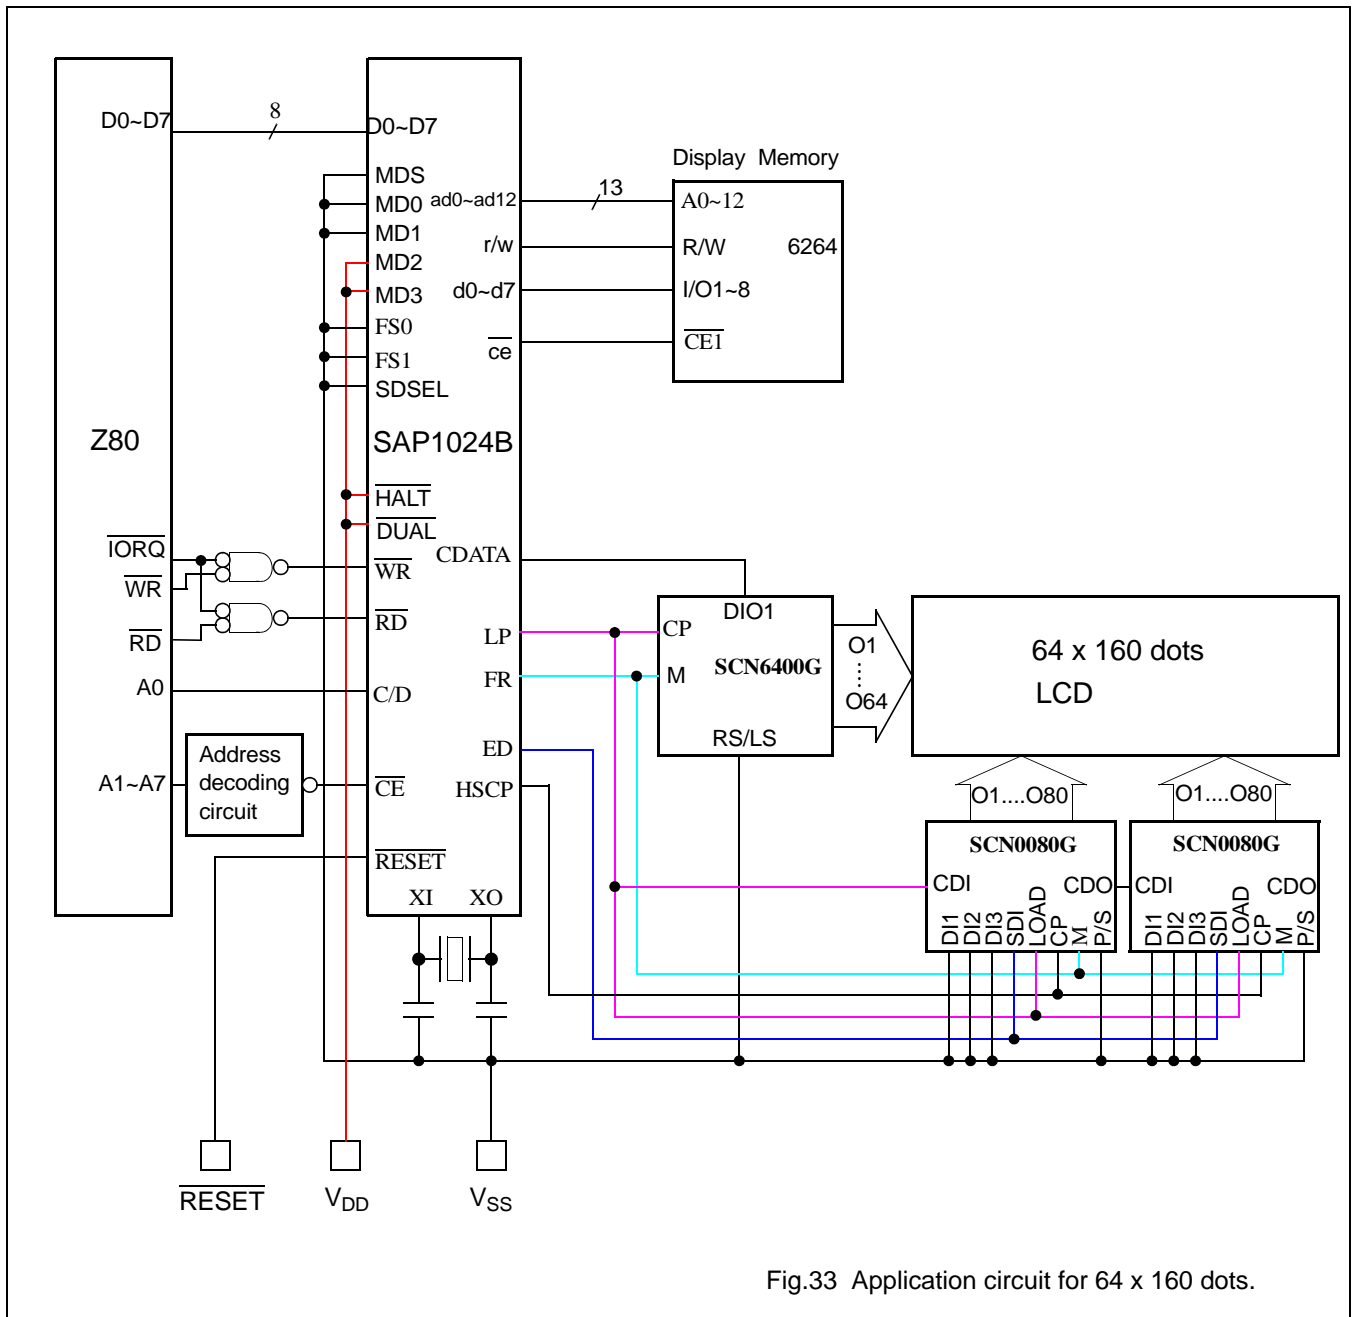 Z80
D0~D7
IORQ
WR
RD
A0
A1~A7
8
Address
decoding
circuit
D0~D7
MDS
MD0
MD1
MD2
MD3
FS0
FS1
SDSEL
SAP1024B
HALT
DUAL
WR
RD
C/D
CE
RESET
XI XO
ad0~ad12
r/w
d0~d7
ce
CDATA
LP
FR
ED
HSCP
13
Display Memory
A0~12
R/W 6264
I/O1~8
CE1
DIO1
CP
SCN6400G
M
RS/LS
O1
O64
64 x 160 dots
LCD
O1....O80
O1....O80
SCN0080G
CDI CDO
DI1
DI2
DI3
SDI
LOAD
CP
M
P/S
SCN0080G
CDI CDO
DI1
DI2
DI3
SDI
LOAD
CP
M
P/S
RESET
VDD
VSS
Fig.33 Application circuit for 64 x 160 dots.